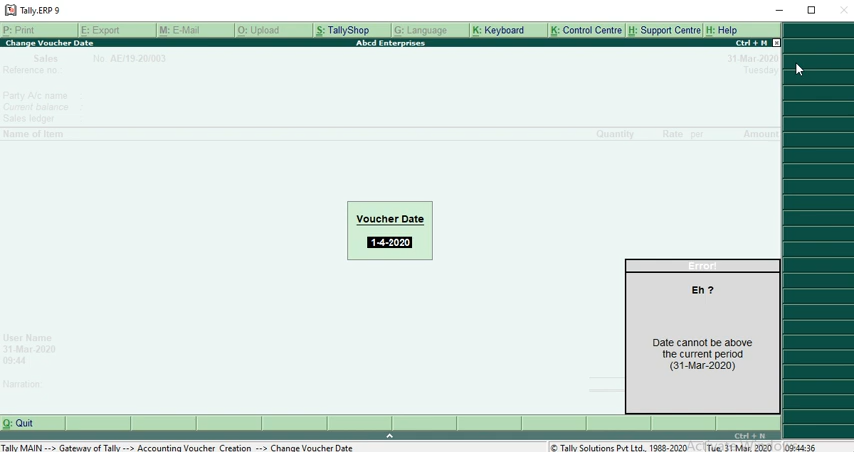 Tally.ERP 9
P: Print E: Export M: E-Mail O: Upload S: TallyShop G: Language K: Keyboard K: Control Centre H: Support Centre H: Help
Change Voucher Date Abcd Enterprises Ctrl + M
Sales No. AE/19-20/003 31-Mar-2020
Reference no. Tuesday
Party A/c name
Current balance :
Sales ledger
Name of Item Quantity Rate per Amount
Voucher Date
1-4-2020
Error!
Eh ?
Date cannot be above
the current period
(31-Mar-2020)
User Name
31-Mar-2020
09:44
Narration:
Q: Quit
Ctrl + N
Tally MAIN --> Gateway of Tally --> Accounting Voucher Creation --> Change Voucher Date © Tally Solutions Pvt Ltd., 1988-2020 Tue, 31 Mar, 2020 09:44:36